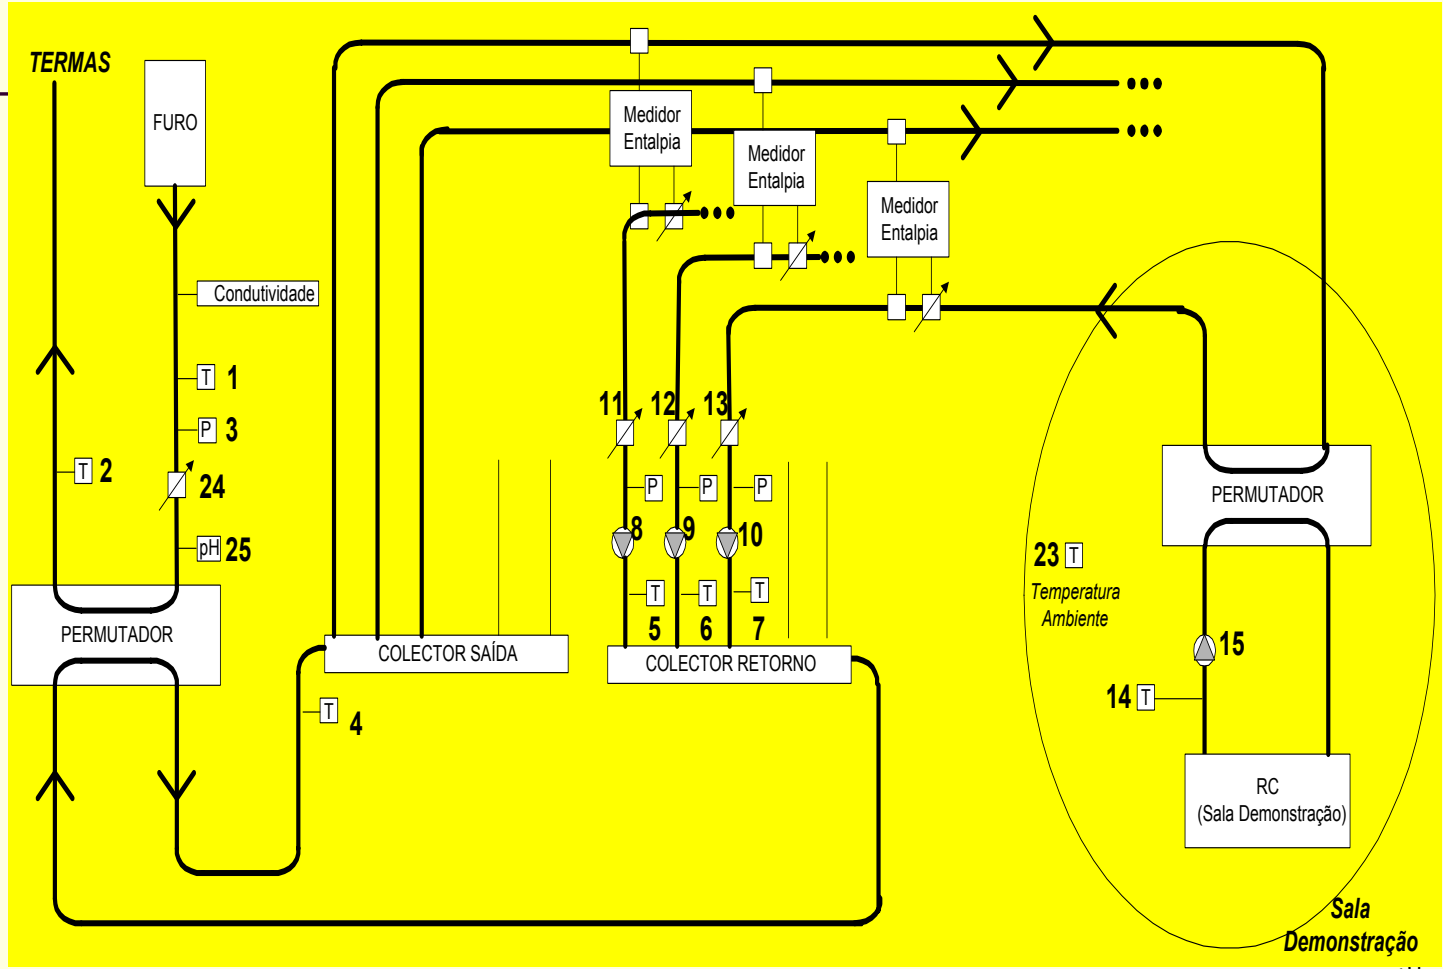 TERMAS
FURO
Condutividade
T 1
P 3
T 2
24
pH 25
PERMUTADOR
T 4
COLECTOR SAÍDA
Medidor
Entalpia
Medidor
Entalpia
Medidor
Entalpia
11 12 13
P P P
8 9 10
T T T
5 6 7
COLECTOR RETORNO
PERMUTADOR
23 T
Temperatura
Ambiente
15
14 T
RC
(Sala Demonstração)
Sala
Demonstração